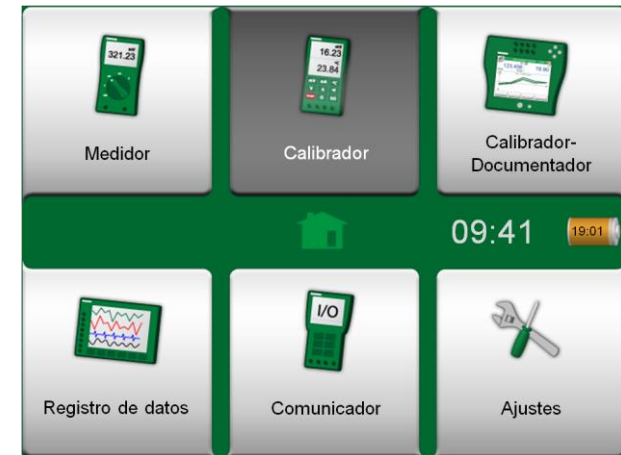 321.23
Medidor
16.23
23.84
Calibrador
Calibrador-
Documentador
09:41
19:01
Registro de datos
I/O
Comunicador
Ajustes